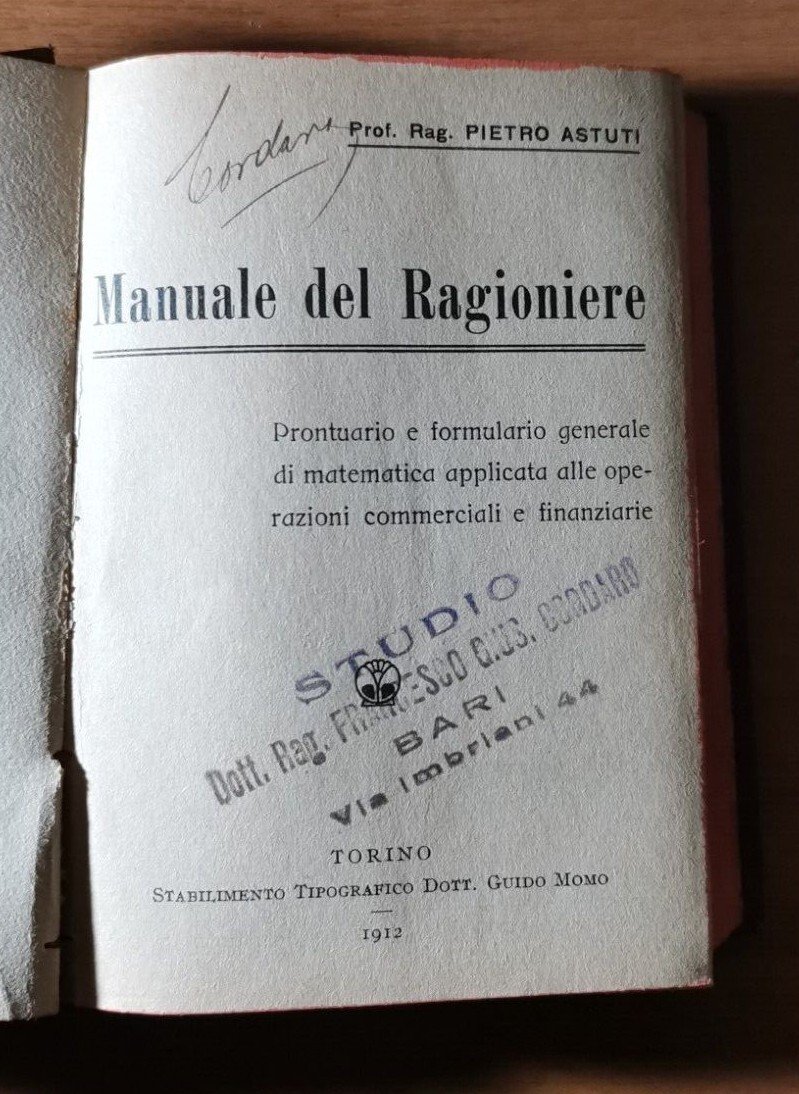 Cordaro
Prof. Rag. PIETRO ASTUTI
Manuale del Ragioniere
Prontuario e formulario generale
di matematica applicata alle ope-
razioni commerciali e finanziarie
STUDIO
Dott. Rag. FRANCESCO GIUS. CORDARO
BARI
Via Imbriani 44
TORINO
STABILIMENTO TIPOGRAFICO DOTT. GUIDO MOMO
1912